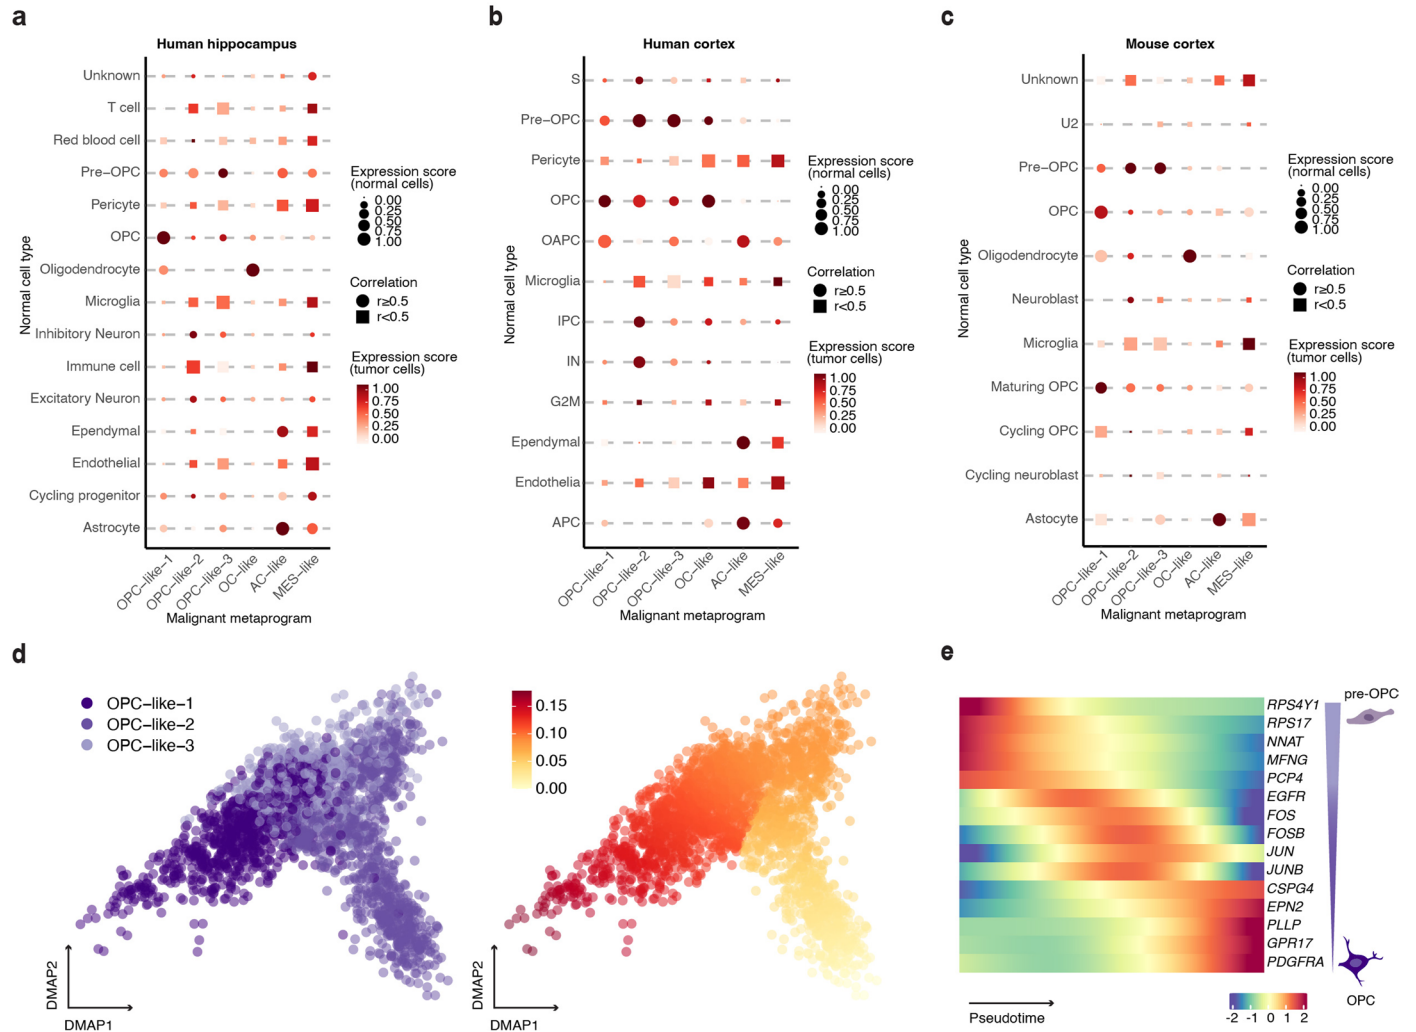 a
Human hippocampus
Unknown
T cell
Red blood cell
Pre-OPC
Pericyte
OPC
Oligodendrocyte
Microglia
Inhibitory Neuron
Immune cell
Excitatory Neuron
Ependymal
Endothelial
Cycling progenitor
Astrocyte
Normal cell type
OPC-like-1
OPC-like-2
OPC-like-3
OC-like
AC-like
MES-like
Malignant metaprogram
Expression score
(normal cells)
0.00
0.25
0.50
0.75
1.00
Correlation
r≥0.5
r<0.5
Expression score
(tumor cells)
1.00
0.75
0.50
0.25
0.00
b
Human cortex
S
Pre-OPC
Pericyte
OPC
OAPC
Microglia
IPC
IN
G2M
Ependymal
Endothelia
APC
Normal cell type
OPC-like-1
OPC-like-2
OPC-like-3
OC-like
AC-like
MES-like
Malignant metaprogram
Expression score
(normal cells)
0.00
0.25
0.50
0.75
1.00
Correlation
r≥0.5
r<0.5
Expression score
(tumor cells)
1.00
0.75
0.50
0.25
0.00
c
Mouse cortex
Unknown
U2
Pre-OPC
OPC
Oligodendrocyte
Neuroblast
Microglia
Maturing OPC
Cycling OPC
Cycling neuroblast
Astocyte
Normal cell type
OPC-like-1
OPC-like-2
OPC-like-3
OC-like
AC-like
MES-like
Malignant metaprogram
Expression score
(normal cells)
0.00
0.25
0.50
0.75
1.00
Correlation
r≥0.5
r<0.5
Expression score
(tumor cells)
1.00
0.75
0.50
0.25
0.00
d
OPC-like-1
OPC-like-2
OPC-like-3
DMAP2
DMAP1
0.15
0.10
0.05
0.00
DMAP2
DMAP1
e
RPS4Y1
RPS17
NNAT
MFNG
PCP4
EGFR
FOS
FOSB
JUN
JUNB
CSPG4
EPN2
PLLP
GPR17
PDGFRA
pre-OPC
OPC
Pseudotime
-2 -1 0 1 2